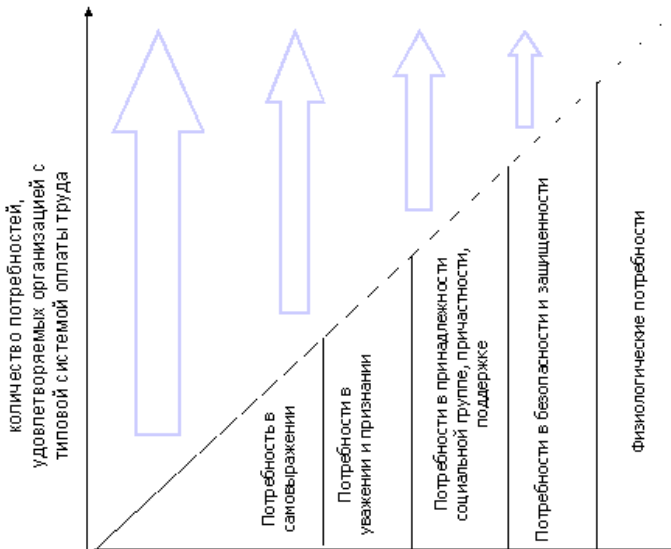 количество потребностей,
удовлетворяемых организацией с
типовой системой оплаты труда
Потребность в
самовыражении
Потребности в
уважении и признании
Потребности в принадлежности
социальной группе, причастности,
поддержке
Потребности в безопасности и защищенности
Физиологические потребности